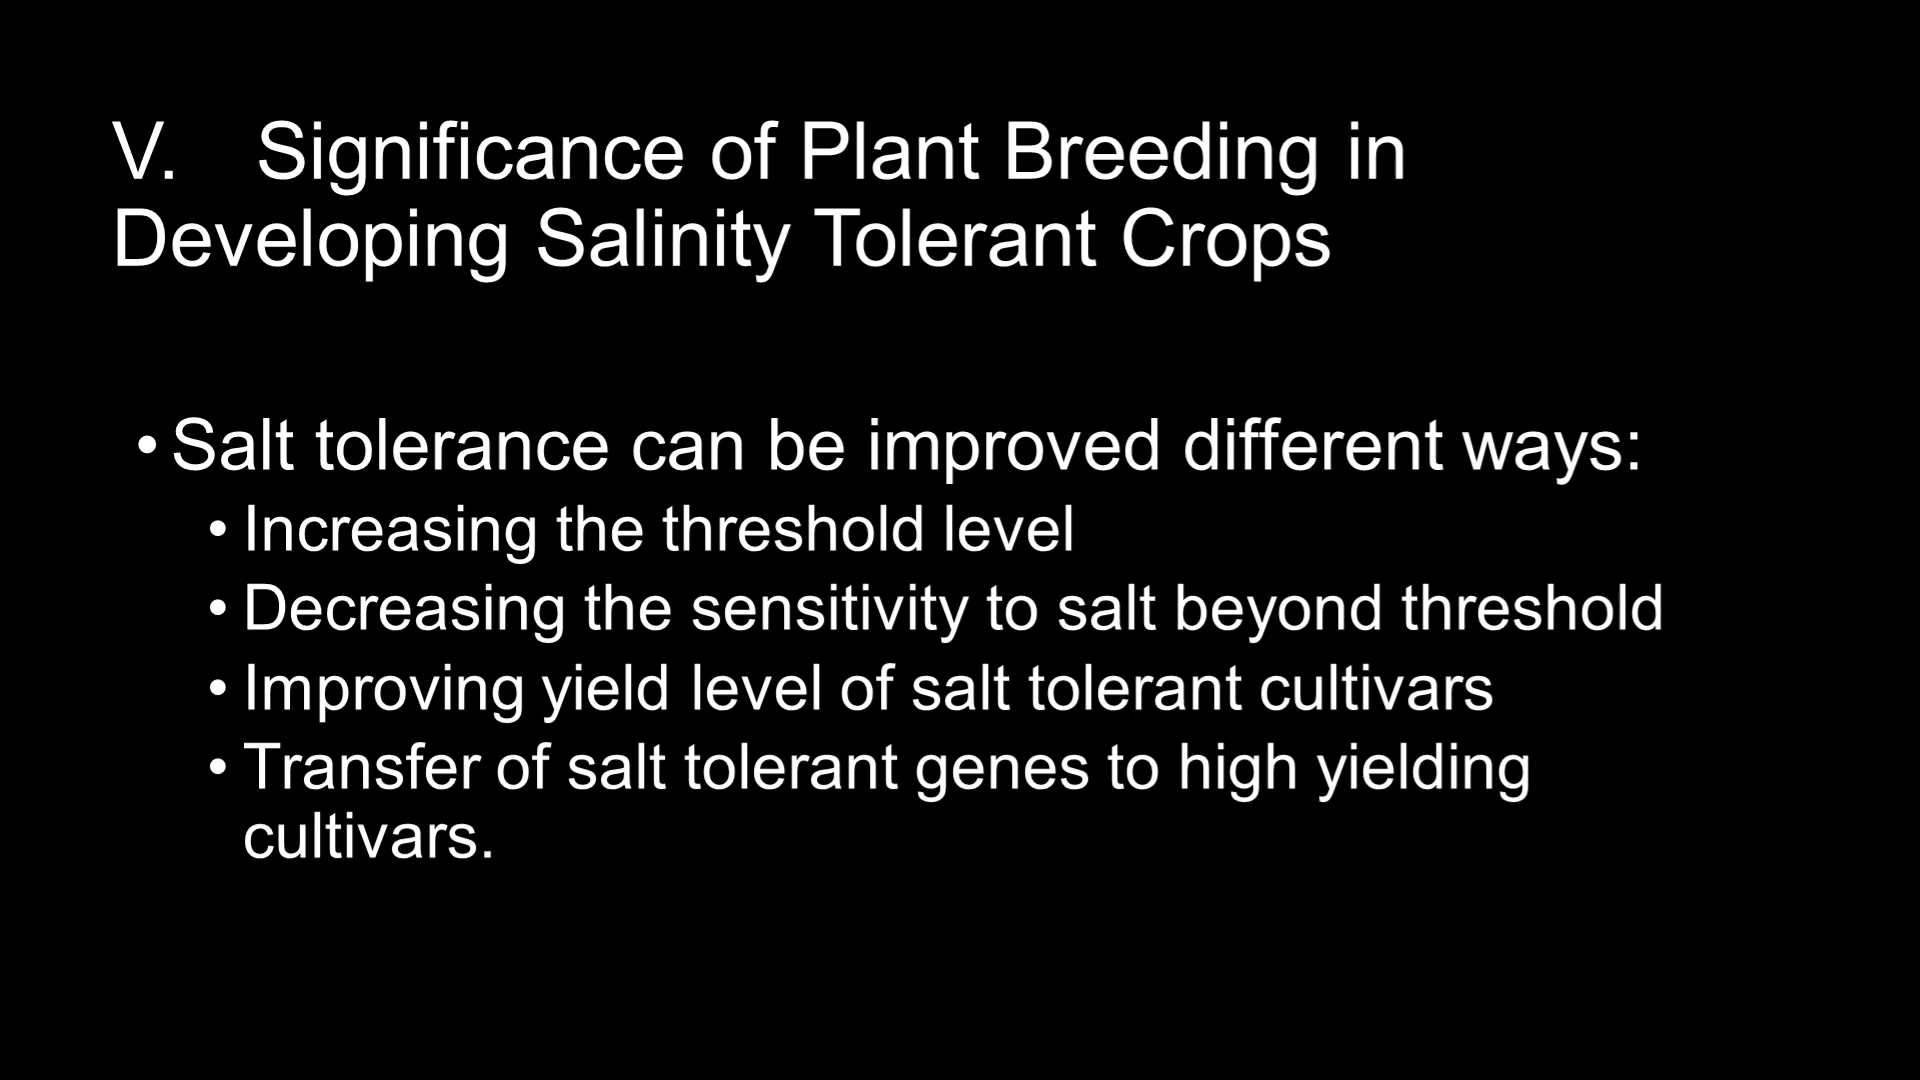 V. Significance of Plant Breeding in
Developing Salinity Tolerant Crops
•Salt tolerance can be improved different ways:
•Increasing the threshold level
•Decreasing the sensitivity to salt beyond threshold
•Improving yield level of salt tolerant cultivars
•Transfer of salt tolerant genes to high yielding
cultivars.